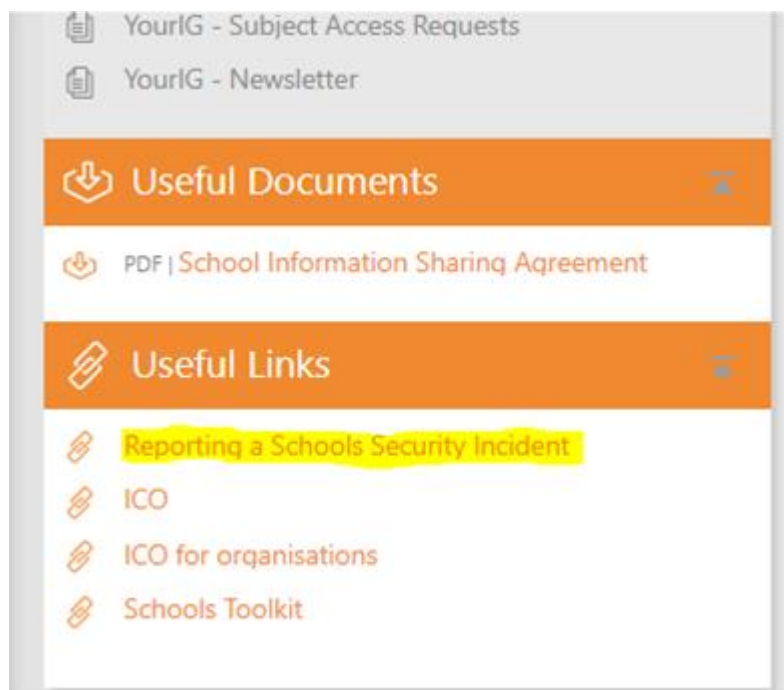 YourIG - Subject Access Requests
YourIG - Newsletter
Useful Documents
PDF | School Information Sharing Agreement
Useful Links
Reporting a Schools Security Incident
ICO
ICO for organisations
Schools Toolkit